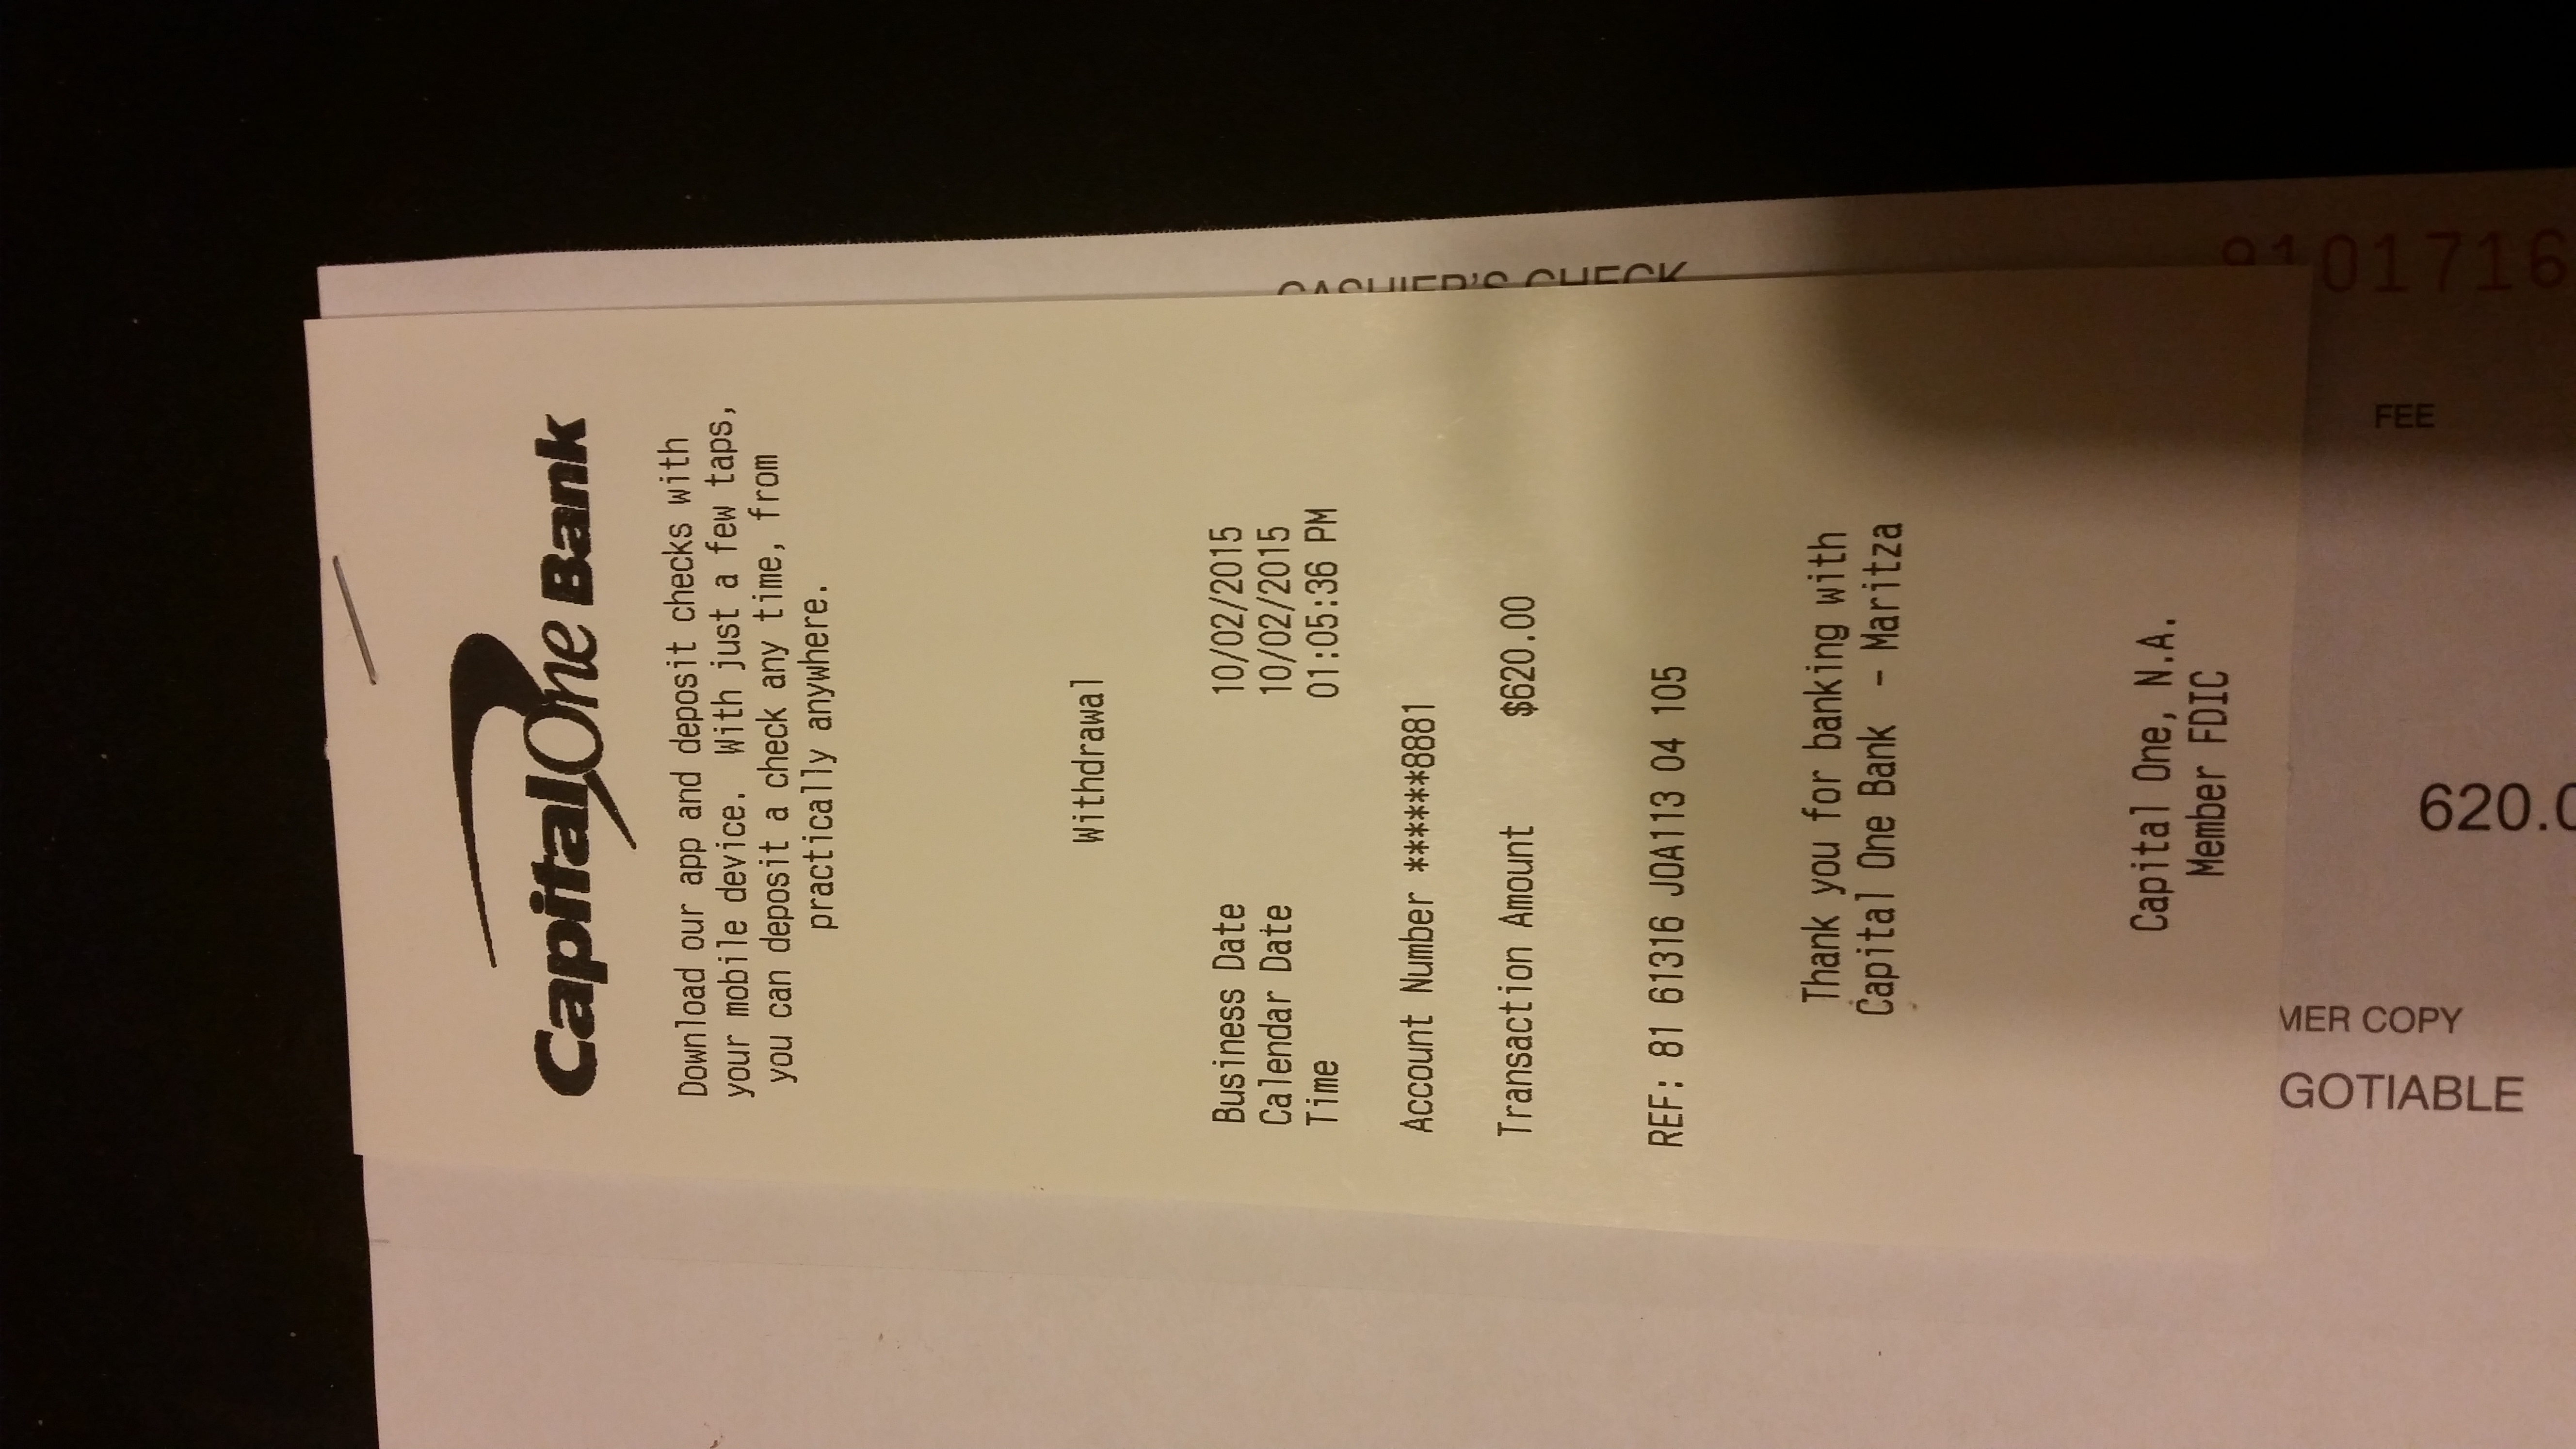 Capital One Bank
Download our app and deposit checks with
your mobile device.  With just a few taps,
you can deposit a check any time, from
practically anywhere.
Withdrawal
Business Date 10/02/2015
Calendar Date 10/02/2015
Time 01:05:36 PM
Account Number ******8881
Transaction Amount $620.00
REF: 81 61316 JOA113 04 105
Thank you for banking with
Capital One Bank  - Maritza
Capital One, N.A.
Member FDIC
CASHIER'S CHECK
FEE
620.0
MER COPY
GOTIABLE